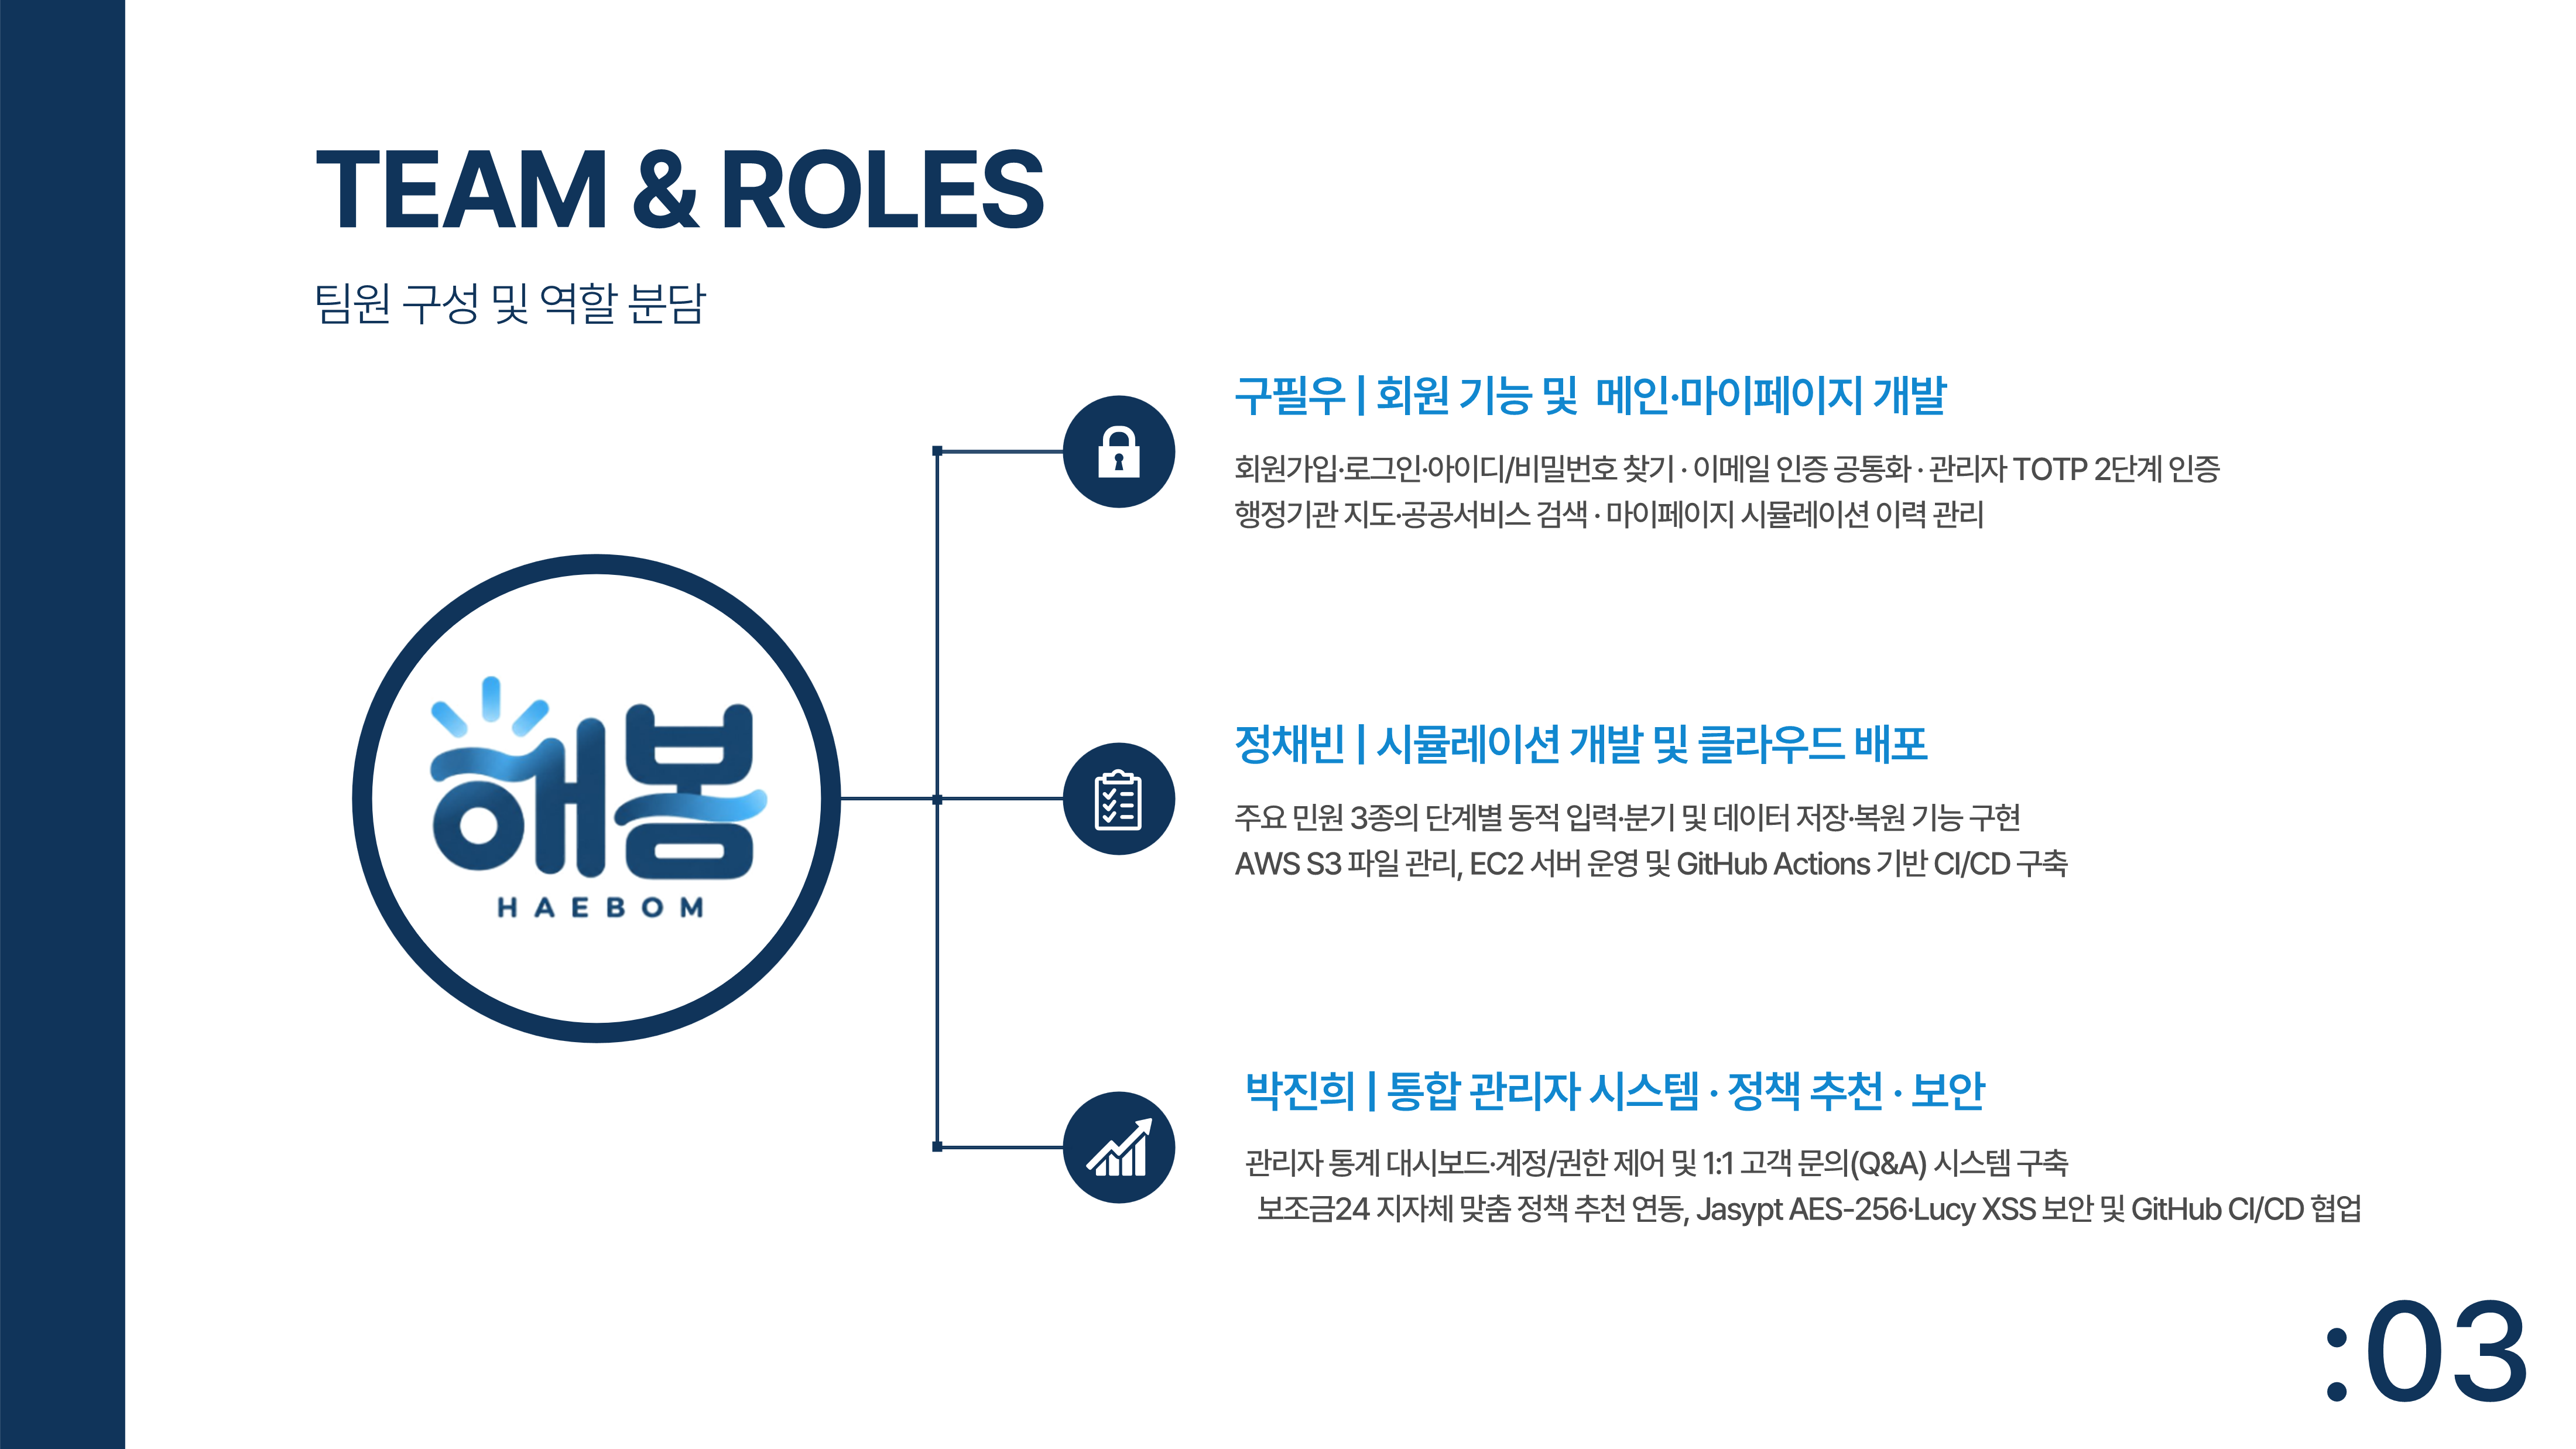 TEAM & ROLES
팀원 구성 및 역할 분담
해봄
HAEBOM
구필우 | 회원 기능 및 메인·마이페이지 개발
회원가입·로그인·아이디/비밀번호 찾기 · 이메일 인증 공통화 · 관리자 TOTP 2단계 인증
행정기관 지도·공공서비스 검색 · 마이페이지 시뮬레이션 이력 관리
정채빈 | 시뮬레이션 개발 및 클라우드 배포
주요 민원 3종의 단계별 동적 입력·분기 및 데이터 저장·복원 기능 구현
AWS S3 파일 관리, EC2 서버 운영 및 GitHub Actions 기반 CI/CD 구축
박진희 | 통합 관리자 시스템 · 정책 추천 · 보안
관리자 통계 대시보드·계정/권한 제어 및 1:1 고객 문의(Q&A) 시스템 구축
보조금24 지자체 맞춤 정책 추천 연동, Jasypt AES-256·Lucy XSS 보안 및 GitHub CI/CD 협업
:03